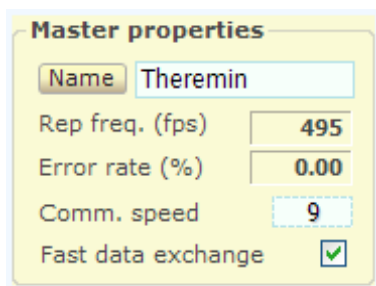 Master properties
Name Theremin
Rep freq. (fps) 495
Error rate (%) 0.00
Comm. speed 9
Fast data exchange